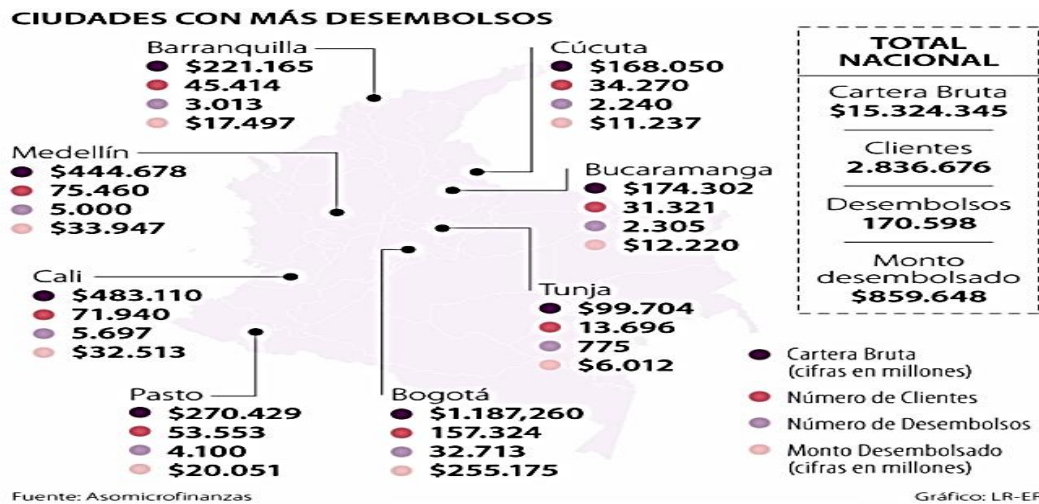 CIUDADES CON MÁS DESEMBOLSOS
Barranquilla
$221.165
45.414
3.013
$17.497
Cúcuta
$168.050
34.270
2.240
$11.237
Medellín
$444.678
75.460
5.000
$33.947
Bucaramanga
$174.302
31.321
2.305
$12.220
Cali
$483.110
71.940
5.697
$32.513
Tunja
$99.704
13.696
775
$6.012
Pasto
$270.429
53.553
4.100
$20.051
Bogotá
$1.187,260
157.324
32.713
$255.175
TOTAL
NACIONAL
Cartera Bruta
$15.324.345
Clientes
2.836.676
Desembolsos
170.598
Monto
desembolsado
$859.648
Cartera Bruta
(cifras en millones)
Número de Clientes
Número de Desembolsos
Monto Desembolsado
(cifras en millones)
Fuente: Asomicrofinanzas
Gráfico: LR-ER